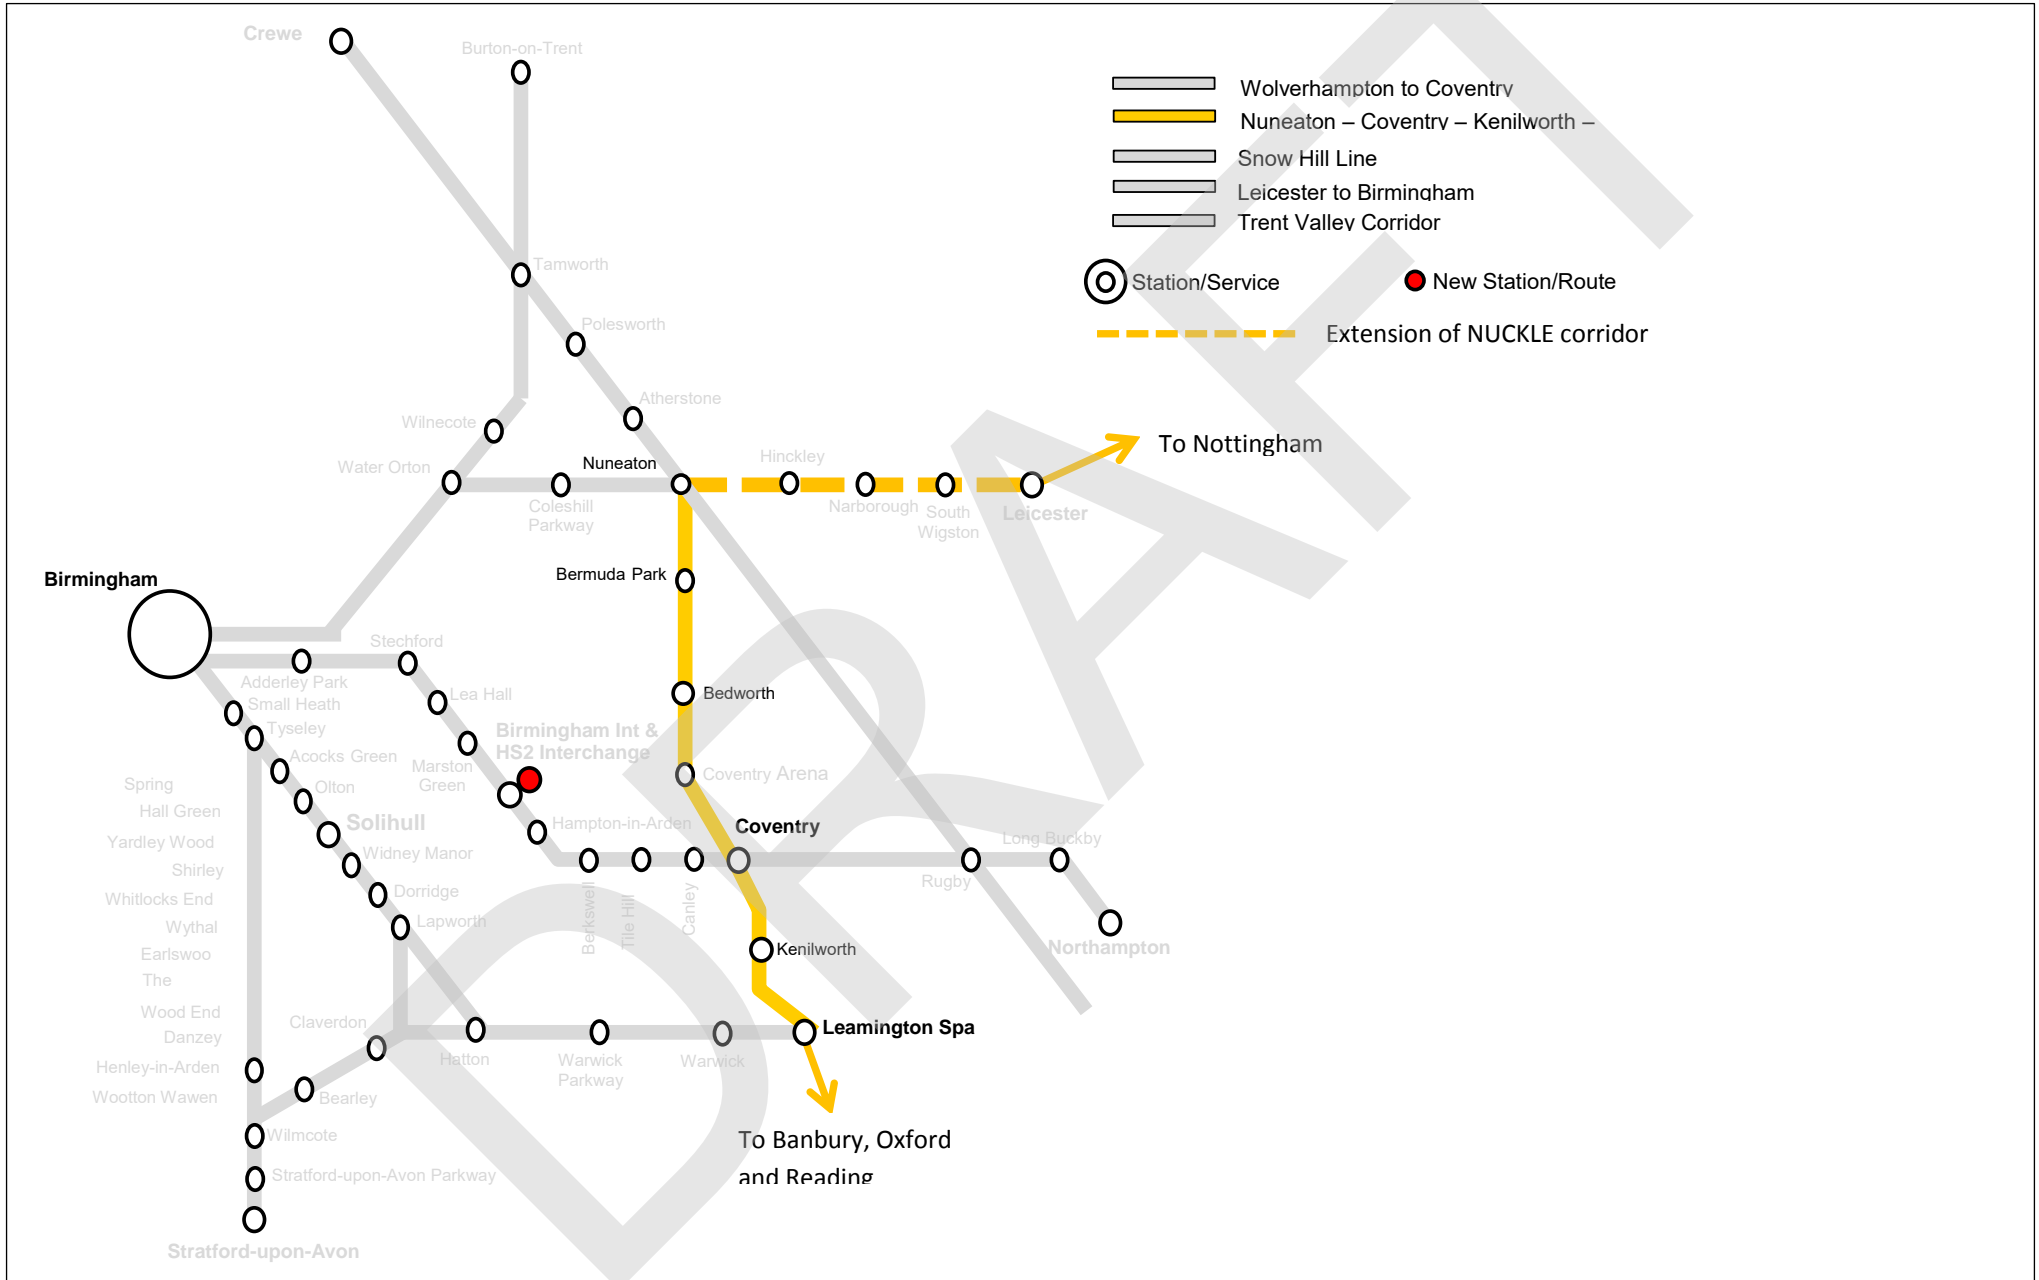 Crewe
Burton-on-Trent
Wolverhampton to Coventry
Nuneaton – Coventry – Kenilworth –
Snow Hill Line
Leicester to Birmingham
Trent Valley Corridor
Station/Service
New Station/Route
Extension of NUCKLE corridor
Tamworth
Polesworth
Atherstone
Wilnecote
Water Orton
Nuneaton
Hinckley
To Nottingham
Coleshill
Parkway
Narborough
South
Wigston
Leicester
Birmingham
Bermuda Park
Stechford
Adderley Park
Small Heath
Lea Hall
Bedworth
Tyseley
Birmingham Int &
HS2 Interchange
Acocks Green
Marston
Green
Coventry Arena
Spring
Olton
Hall Green
Solihull
Hampton-in-Arden
Coventry
Yardley Wood
Widney Manor
Long Buckby
Shirley
Rugby
Dorridge
Whitlocks End
Lapworth
Berkswell
Tile Hill
Canley
Wythal
Kenilworth
Northampton
Earlswoo
The
Wood End
Claverdon
Leamington Spa
Danzey
Hatton
Warwick
Parkway
Warwick
Henley-in-Arden
Wootton Wawen
Bearley
Wilmcote
To Banbury, Oxford
and Reading
Stratford-upon-Avon Parkway
Stratford-upon-Avon
DRAFT